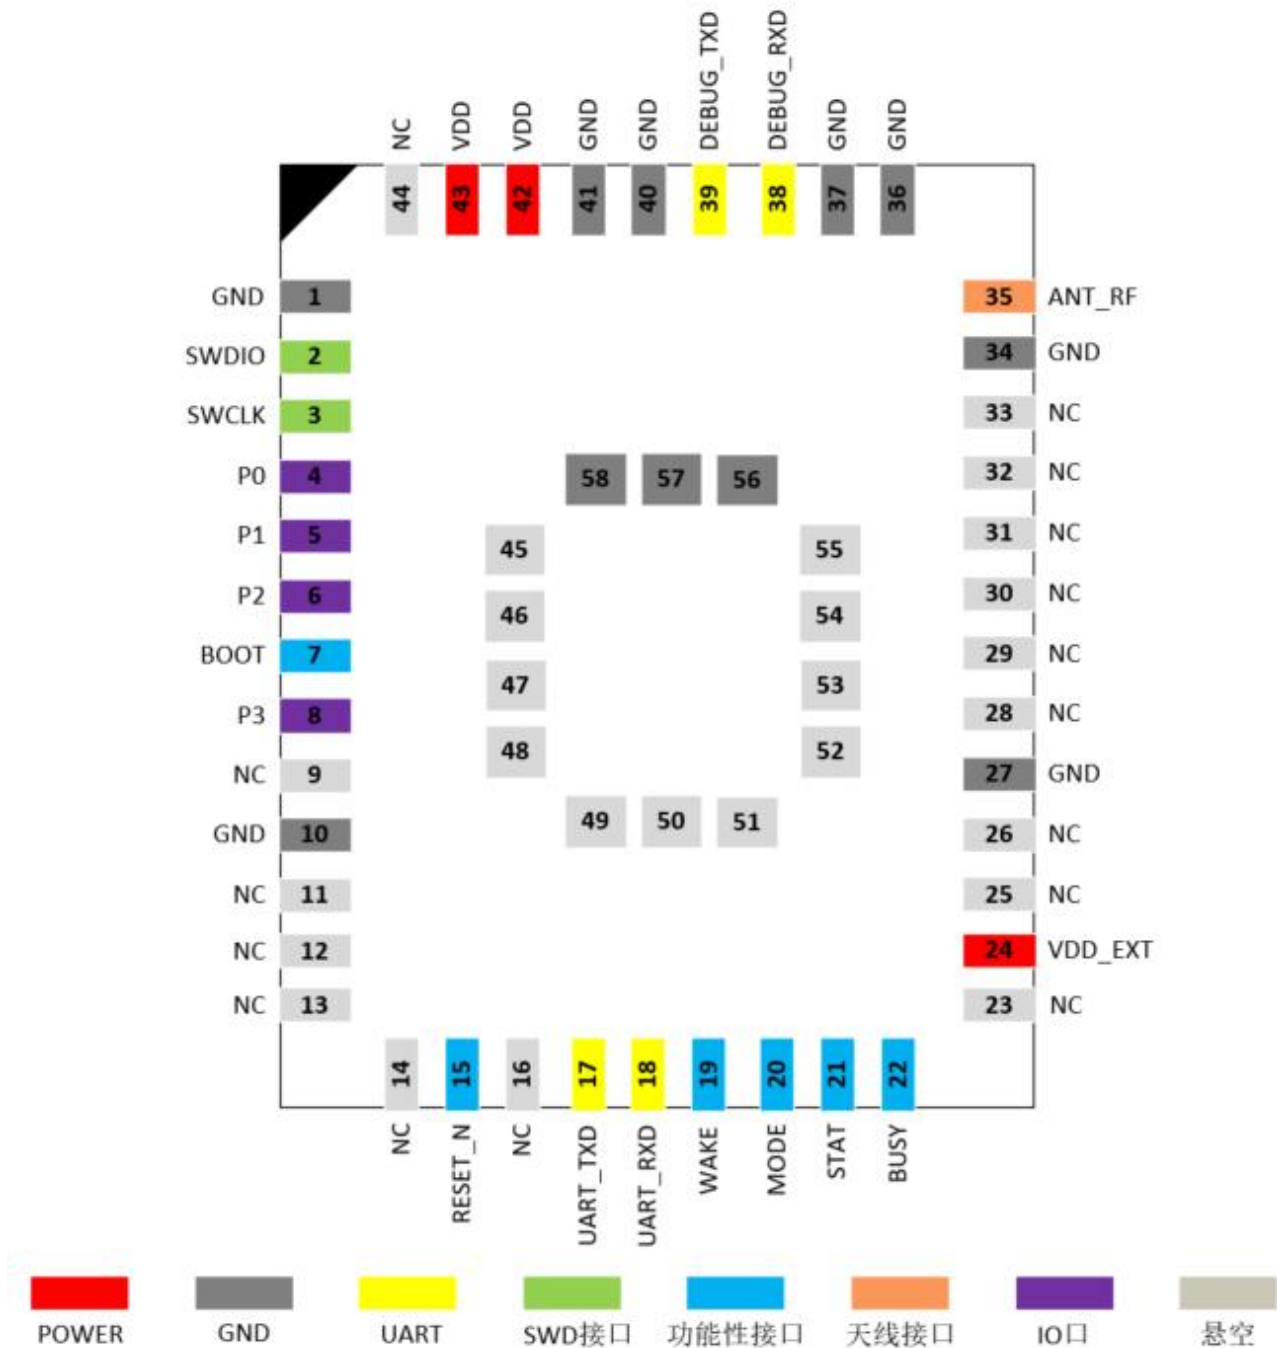 NC VDD VDD GND GND DEBUG_TXD DEBUG_RXD GND GND
44 43 42 41 40 39 38 37 36
GND 1
SWDIO 2
SWCLK 3
P0 4
P1 5
P2 6
BOOT 7
P3 8
NC 9
GND 10
NC 11
NC 12
NC 13
58 57 56
45 55
46 54
47 53
48 52
49 50 51
35 ANT_RF
34 GND
33 NC
32 NC
31 NC
30 NC
29 NC
28 NC
27 GND
26 NC
25 NC
24 VDD_EXT
23 NC
14 15 16 17 18 19 20 21 22
NC RESET_N NC UART_TXD UART_RXD WAKE MODE STAT BUSY
POWER GND UART SWD接口 功能性接口 天线接口 IO口 悬空